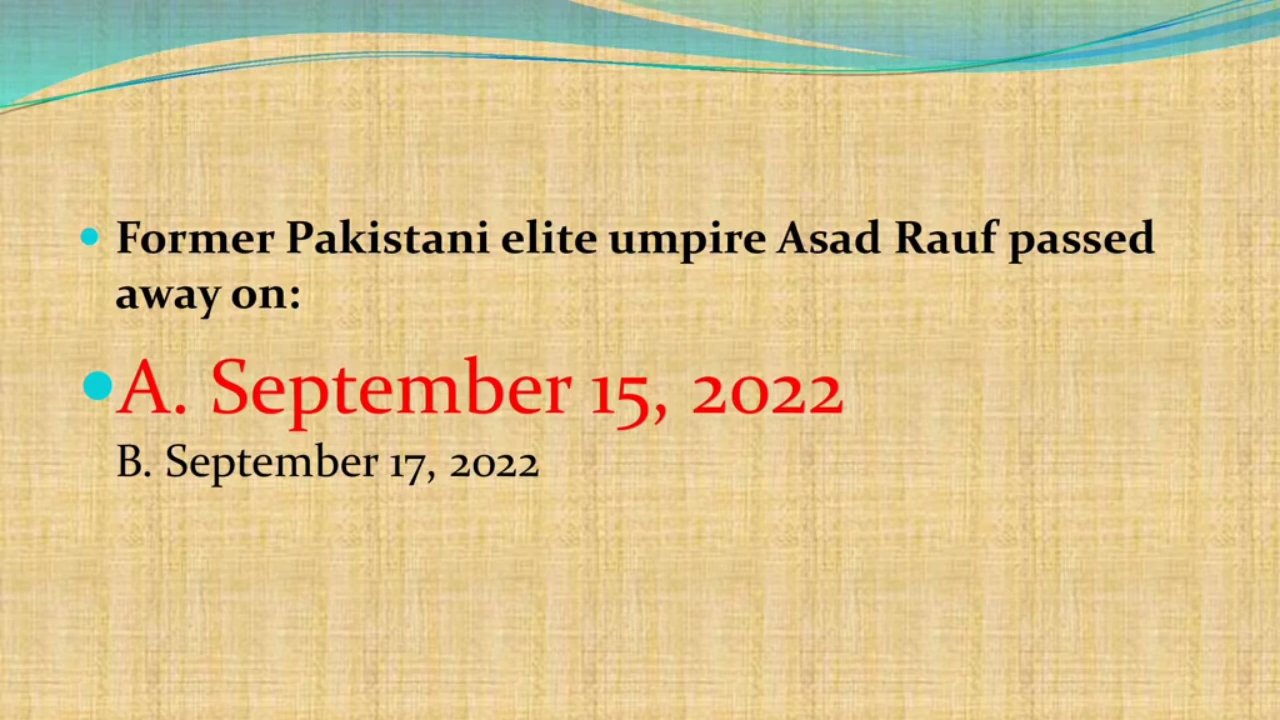 Former Pakistani elite umpire Asad Rauf passed
away on:
A. September 15, 2022
B. September 17, 2022